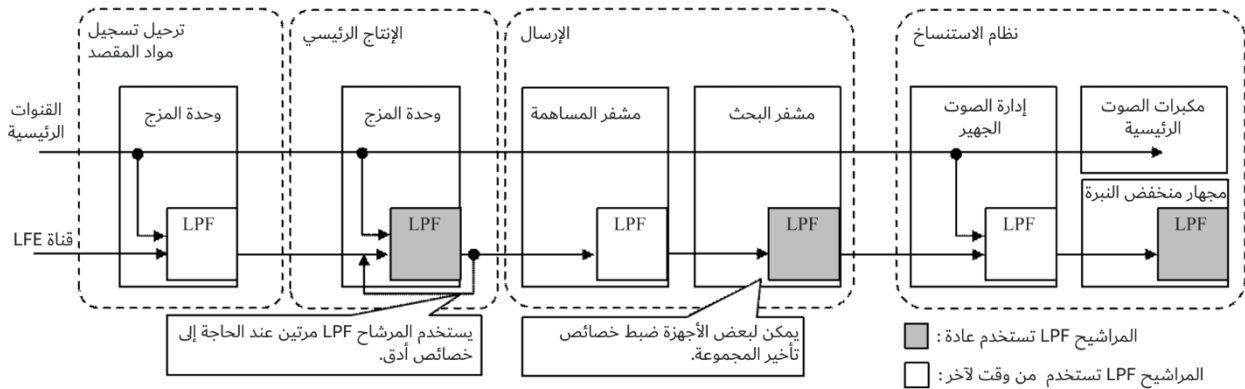 ترحيل تسجيل
مواد المقصد
الإنتاج الرئيسي
الإرسال
نظام الاستنساخ
وحدة المزج
وحدة المزج
مشفر المساهمة
مشفر البحث
إدارة الصوت
الجهير
مكبرات الصوت
الرئيسية
القنوات
الرئيسية
مجهار منخفض النبرة
قناة LFE
LPF
LPF
LPF
LPF
LPF
LPF
يستخدم المرشاح LPF مرتين عند الحاجة إلى
خصائص أدق.
يمكن لبعض الأجهزة ضبط خصائص
تأخير المجموعة.
المراشيح LPF تستخدم عادة :
المراشيح LPF تستخدم من وقت لآخر :